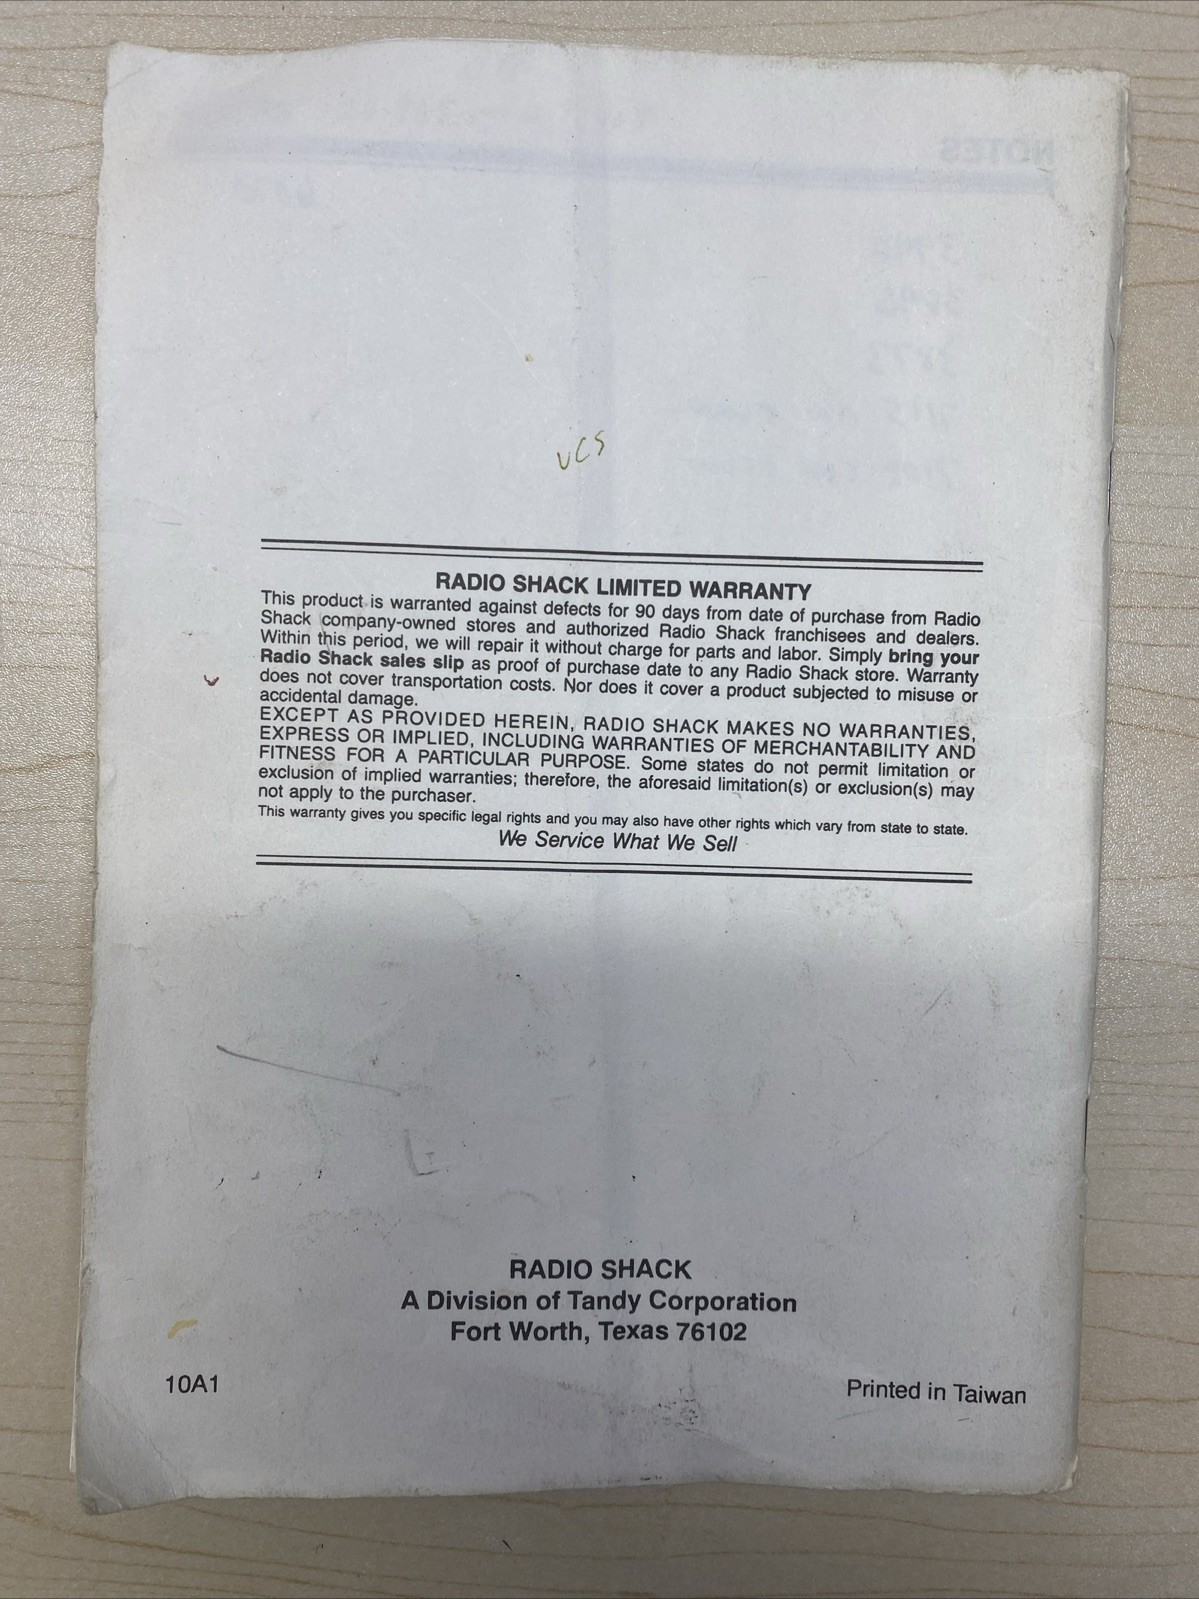 NOTES
VCS
RADIO SHACK LIMITED WARRANTY
This product is warranted against defects for 90 days from date of purchase from Radio
Shack company-owned stores and authorized Radio Shack franchisees and dealers.
Within this period, we will repair it without charge for parts and labor. Simply bring your
Radio Shack sales slip as proof of purchase date to any Radio Shack store. Warranty
does not cover transportation costs. Nor does it cover a product subjected to misuse or
accidental damage.
EXCEPT AS PROVIDED HEREIN, RADIO SHACK MAKES NO WARRANTIES,
EXPRESS OR IMPLIED, INCLUDING WARRANTIES OF MERCHANTABILITY AND
FITNESS FOR A PARTICULAR PURPOSE. Some states do not permit limitation or
exclusion of implied warranties; therefore, the aforesaid limitation(s) or exclusion(s) may
not apply to the purchaser.
This warranty gives you specific legal rights and you may also have other rights which vary from state to state.
We Service What We Sell
RADIO SHACK
A Division of Tandy Corporation
Fort Worth, Texas 76102
10A1
Printed in Taiwan